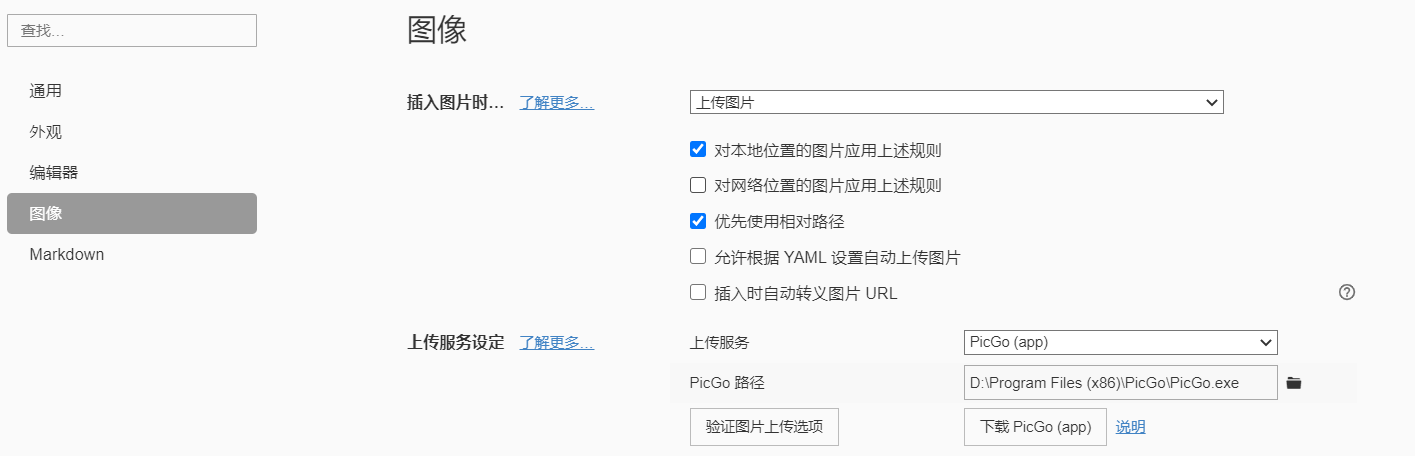 查找...
通用
外观
编辑器
图像
Markdown
图像
插入图片时... 了解更多... 上传图片
对本地位置的图片应用上述规则
对网络位置的图片应用上述规则
优先使用相对路径
允许根据 YAML 设置自动上传图片
插入时自动转义图片 URL
上传服务设定 了解更多... 上传服务 PicGo (app)
PicGo 路径 D:\Program Files (x86)\PicGo\PicGo.exe
验证图片上传选项 下载 PicGo (app) 说明